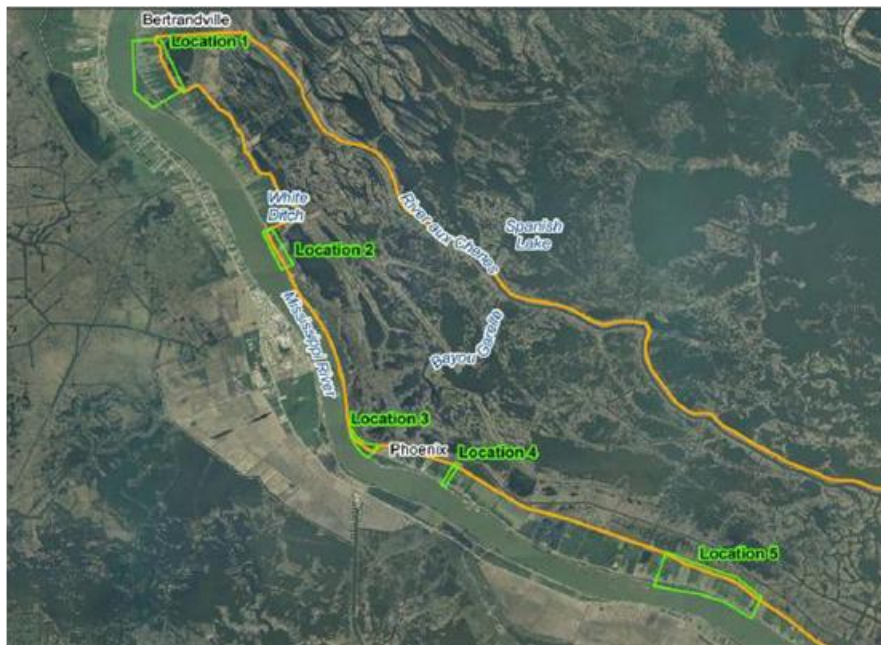 Bertrandville
Location 1
White
Ditch
Location 2
River aux Chenes
Spanish
Lake
Mississippi River
Bayou Garelle
Location 3
Phoenix
Location 4
Location 5